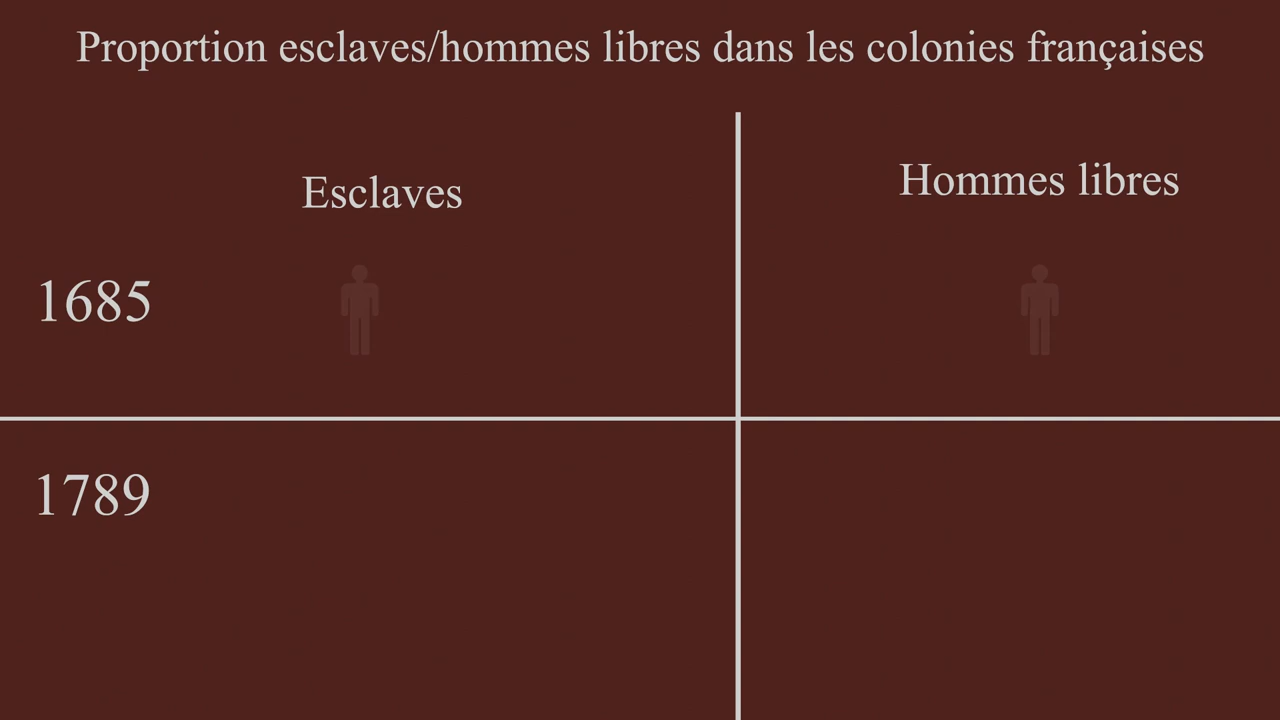 Proportion esclaves/hommes libres dans les colonies françaises
Esclaves
Hommes libres
1685
1789